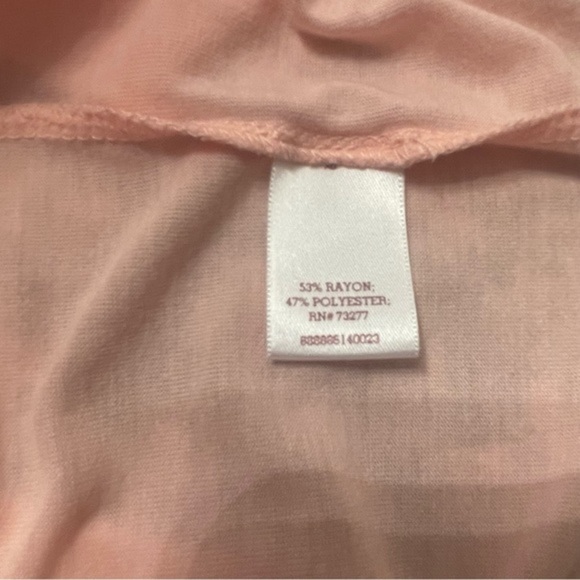 53% RAYON;
47% POLYESTER;
RN# 73277
888886140023